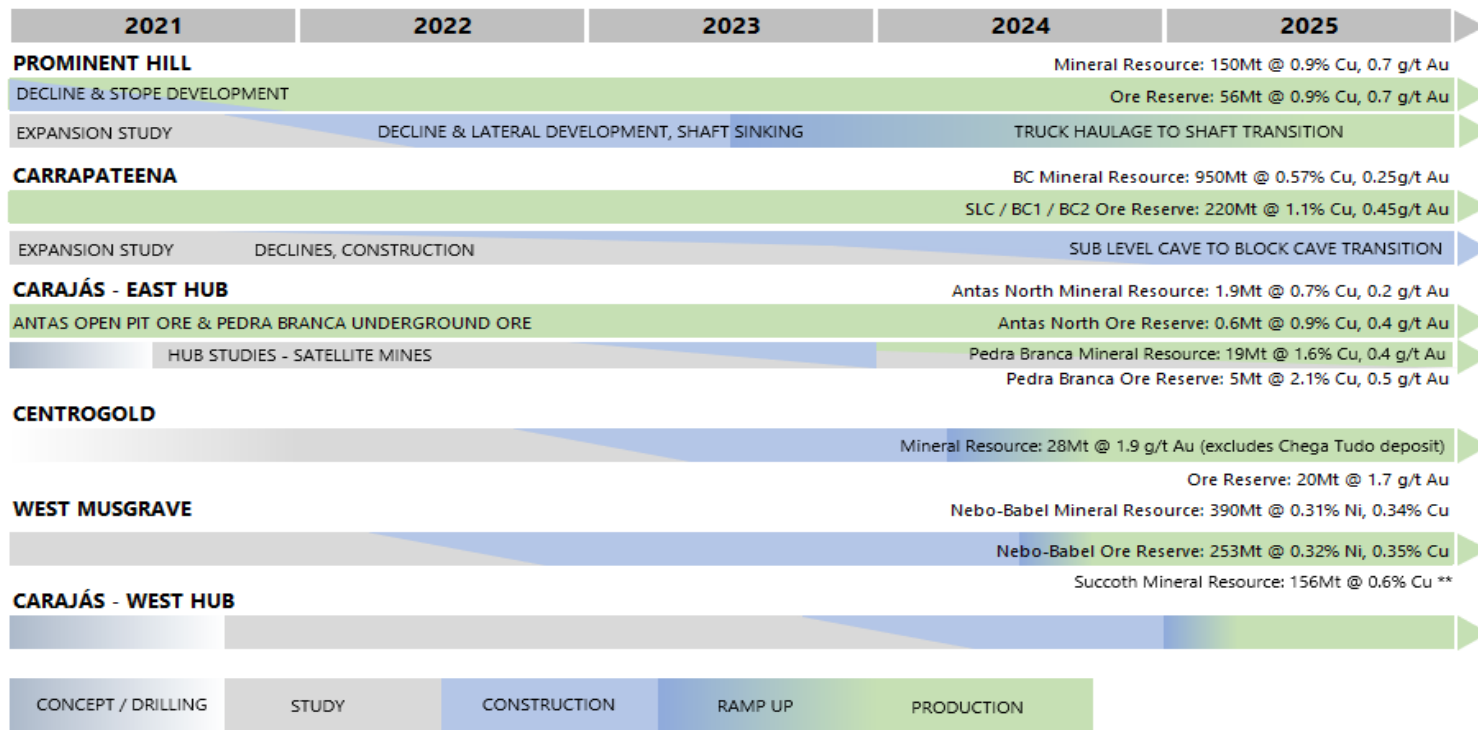 2021 2022 2023 2024 2025
PROMINENT HILL
Mineral Resource: 150Mt @ 0.9% Cu, 0.7 g/t Au
DECLINE & STOPE DEVELOPMENT
Ore Reserve: 56Mt @ 0.9% Cu, 0.7 g/t Au
EXPANSION STUDY
DECLINE & LATERAL DEVELOPMENT, SHAFT SINKING
TRUCK HAULAGE TO SHAFT TRANSITION
CARRAPATEENA
BC Mineral Resource: 950Mt @ 0.57% Cu, 0.25g/t Au
SLC / BC1 / BC2 Ore Reserve: 220Mt @ 1.1% Cu, 0.45g/t Au
EXPANSION STUDY
DECLINES, CONSTRUCTION
SUB LEVEL CAVE TO BLOCK CAVE TRANSITION
CARAJÁS - EAST HUB
Antas North Mineral Resource: 1.9Mt @ 0.7% Cu, 0.2 g/t Au
ANTAS OPEN PIT ORE & PEDRA BRANCA UNDERGROUND ORE
Antas North Ore Reserve: 0.6Mt @ 0.9% Cu, 0.4 g/t Au
HUB STUDIES - SATELLITE MINES
Pedra Branca Mineral Resource: 19Mt @ 1.6% Cu, 0.4 g/t Au
Pedra Branca Ore Reserve: 5Mt @ 2.1% Cu, 0.5 g/t Au
CENTROGOLD
Mineral Resource: 28Mt @ 1.9 g/t Au (excludes Chega Tudo deposit)
Ore Reserve: 20Mt @ 1.7 g/t Au
WEST MUSGRAVE
Nebo-Babel Mineral Resource: 390Mt @ 0.31% Ni, 0.34% Cu
Nebo-Babel Ore Reserve: 253Mt @ 0.32% Ni, 0.35% Cu
Succoth Mineral Resource: 156Mt @ 0.6% Cu **
CARAJÁS - WEST HUB
CONCEPT / DRILLING
STUDY
CONSTRUCTION
RAMP UP
PRODUCTION